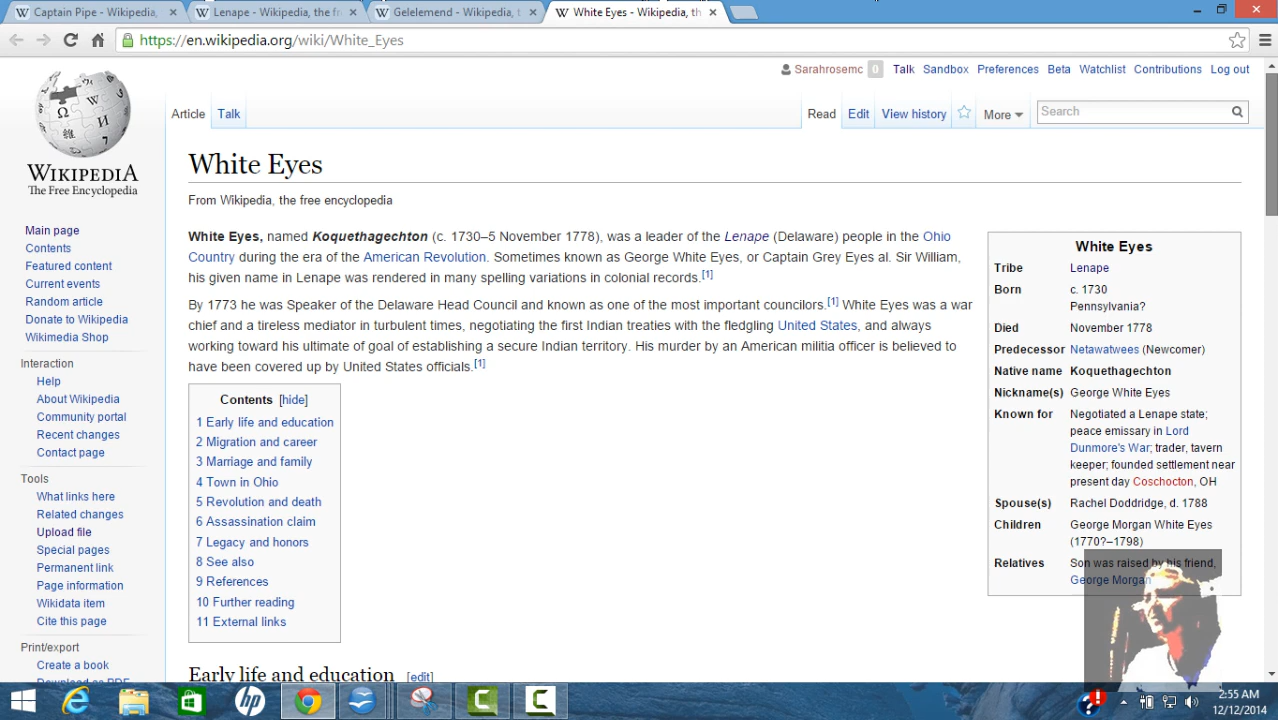 Captain Pipe - Wikipedia,
Lenape - Wikipedia, the fr
Gelelemend - Wikipedia, t
White Eyes - Wikipedia, th
https://en.wikipedia.org/wiki/White_Eyes
Sarahrosemc 0 Talk Sandbox Preferences Beta Watchlist Contributions Log out
Article Talk
Read Edit View history More Search
WIKIPEDIA
The Free Encyclopedia
Main page
Contents
Featured content
Current events
Random article
Donate to Wikipedia
Wikimedia Shop
Interaction
Help
About Wikipedia
Community portal
Recent changes
Contact page
Tools
What links here
Related changes
Upload file
Special pages
Permanent link
Page information
Wikidata item
Cite this page
Print/export
Create a book
Download as PDF
White Eyes
From Wikipedia, the free encyclopedia
White Eyes, named Koquethagechton (c. 1730–5 November 1778), was a leader of the Lenape (Delaware) people in the Ohio
Country during the era of the American Revolution. Sometimes known as George White Eyes, or Captain Grey Eyes al. Sir William,
his given name in Lenape was rendered in many spelling variations in colonial records.[1]
By 1773 he was Speaker of the Delaware Head Council and known as one of the most important councilors.[1] White Eyes was a war
chief and a tireless mediator in turbulent times, negotiating the first Indian treaties with the fledgling United States, and always
working toward his ultimate of goal of establishing a secure Indian territory. His murder by an American militia officer is believed to
have been covered up by United States officials.[1]
Contents [hide]
1 Early life and education
2 Migration and career
3 Marriage and family
4 Town in Ohio
5 Revolution and death
6 Assassination claim
7 Legacy and honors
8 See also
9 References
10 Further reading
11 External links
Early life and education [edit]
White Eyes
Tribe Lenape
Born c. 1730
Pennsylvania?
Died November 1778
Predecessor Netawatwees (Newcomer)
Native name Koquethagechton
Nickname(s) George White Eyes
Known for Negotiated a Lenape state;
peace emissary in Lord
Dunmore's War; trader, tavern
keeper; founded settlement near
present day Coschocton, OH
Spouse(s) Rachel Doddridge, d. 1788
Children George Morgan White Eyes
(1770?–1798)
Relatives Son was raised by his friend,
George Morgan
hp
2:55 AM
12/12/2014